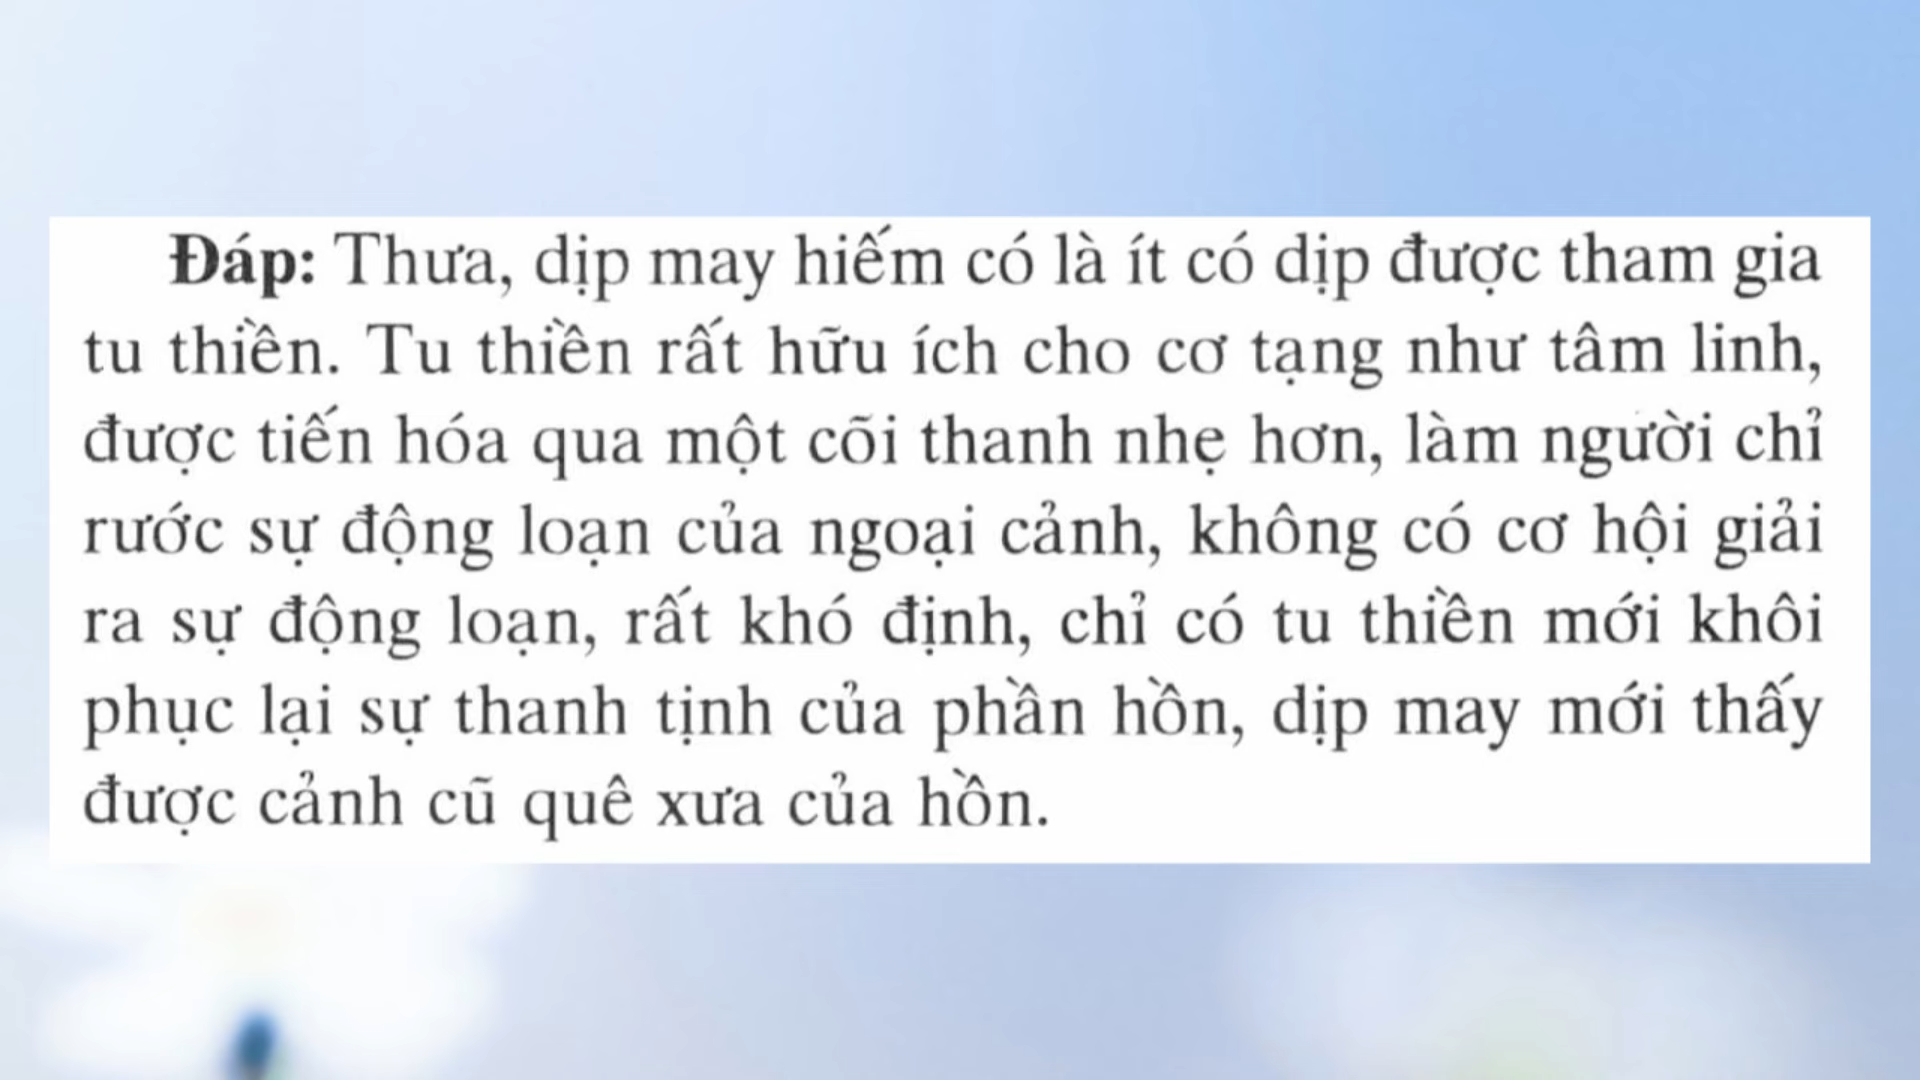 Đáp: Thưa, dịp may hiếm có là ít có dịp được tham gia
tu thiền. Tu thiền rất hữu ích cho cơ tạng như tâm linh,
được tiến hóa qua một cõi thanh nhẹ hơn, làm người chỉ
rước sự động loạn của ngoại cảnh, không có cơ hội giải
ra sự động loạn, rất khó định, chỉ có tu thiền mới khôi
phục lại sự thanh tịnh của phần hồn, dịp may mới thấy
được cảnh cũ quê xưa của hồn.